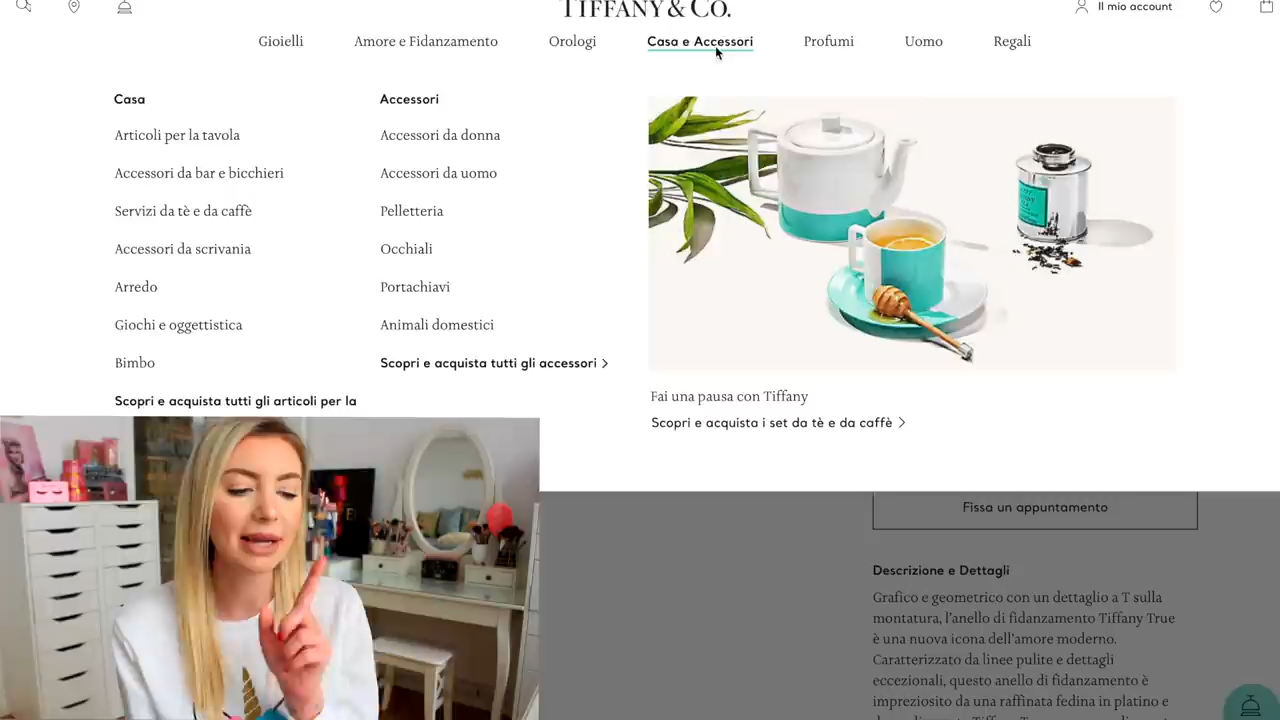 TIFFANY & CO.
Il mio account
Gioielli
Amore e Fidanzamento
Orologi
Casa e Accessori
Profumi
Uomo
Regali
Casa
Articoli per la tavola
Accessori da bar e bicchieri
Servizi da tè e da caffè
Accessori da scrivania
Arredo
Giochi e oggettistica
Bimbo
Scopri e acquista tutti gli articoli per la
Accessori
Accessori da donna
Accessori da uomo
Pelletteria
Occhiali
Portachiavi
Animali domestici
Scopri e acquista tutti gli accessori >
Fai una pausa con Tiffany
Scopri e acquista i set da tè e da caffè >
Fissa un appuntamento
Descrizione e Dettagli
Grafico e geometrico con un dettaglio a T sulla
montatura, l'anello di fidanzamento Tiffany True
è una nuova icona dell'amore moderno.
Caratterizzato da linee pulite e dettagli
eccezionali, questo anello di fidanzamento è
impreziosito da una raffinata fedina in platino e